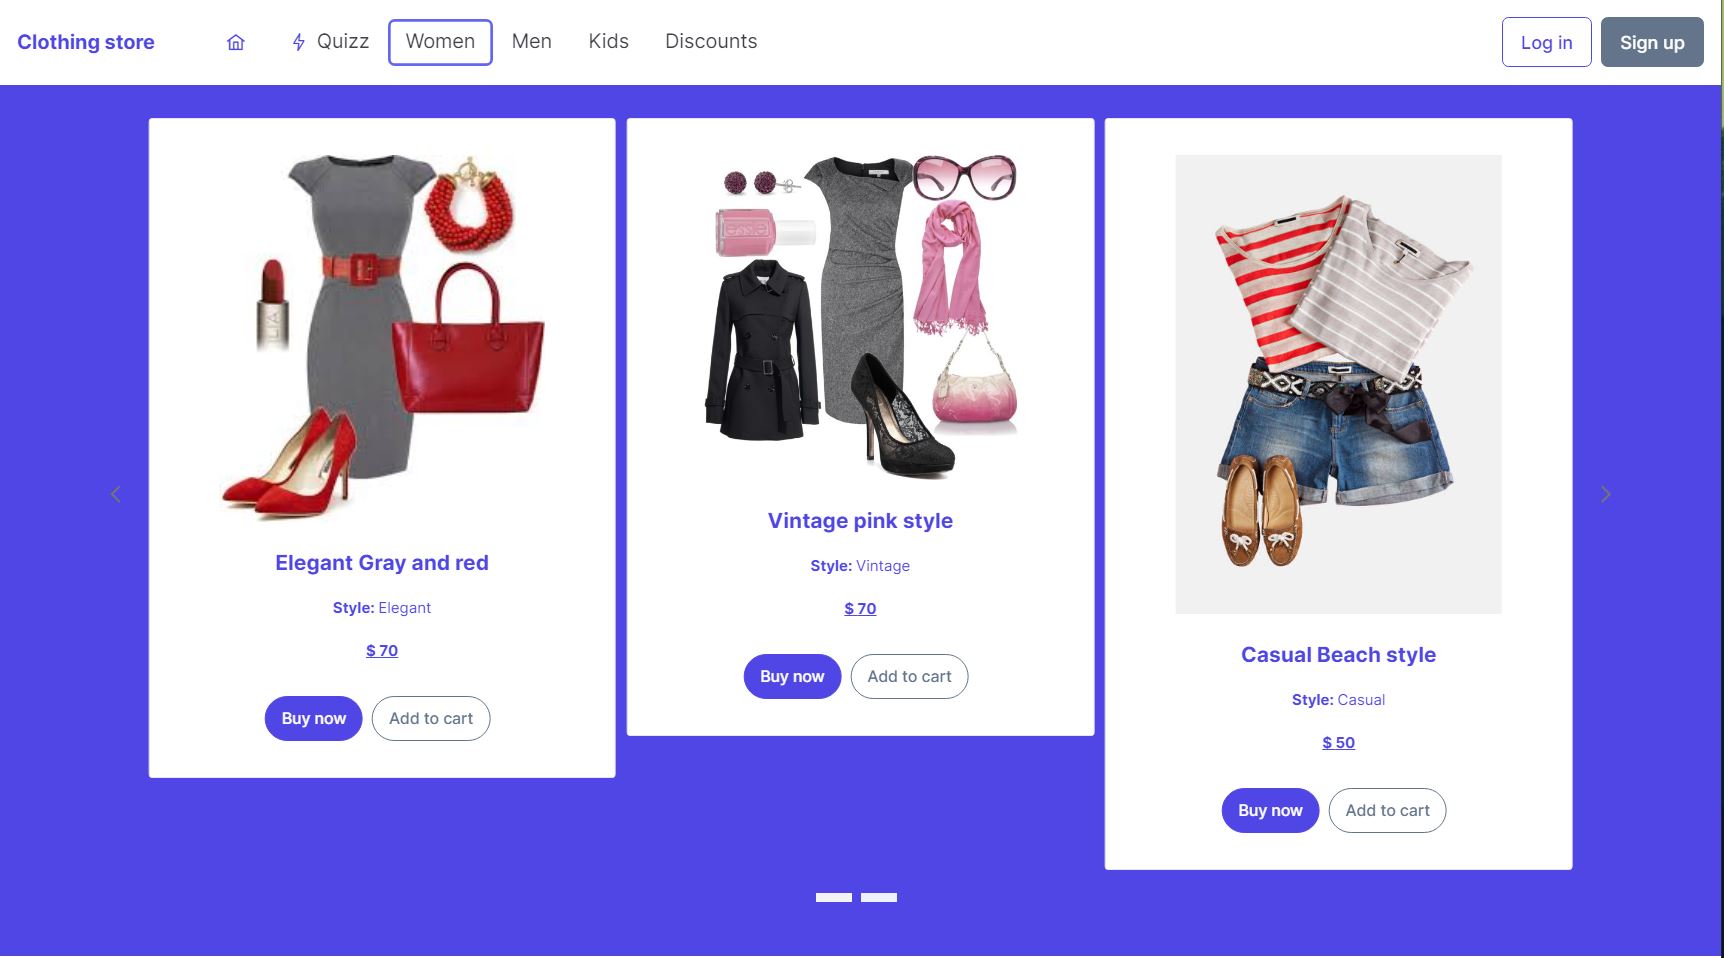 Clothing store
Quizz
Women
Men
Kids
Discounts
Log in
Sign up
Elegant Gray and red
Style: Elegant
$ 70
Buy now
Add to cart
essie
Vintage pink style
Style: Vintage
$ 70
Buy now
Add to cart
Casual Beach style
Style: Casual
$ 50
Buy now
Add to cart